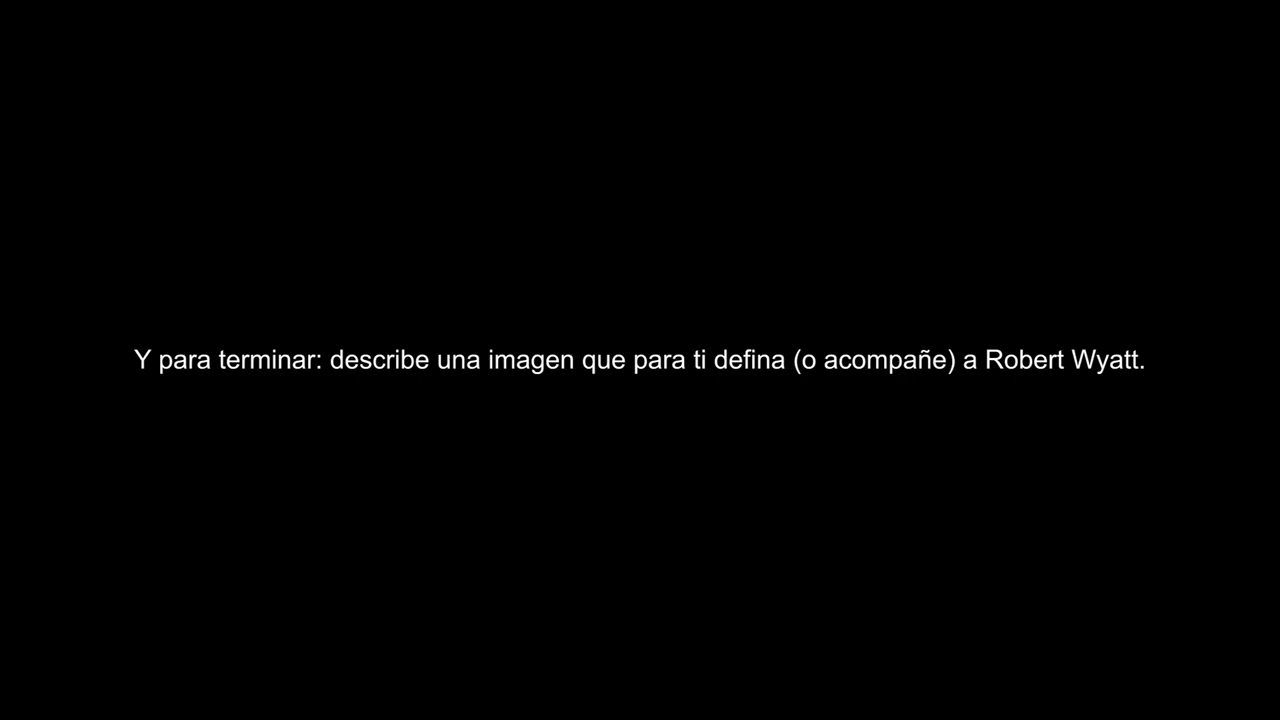 Y para terminar: describe una imagen que para ti defina (o acompañe) a Robert Wyatt.